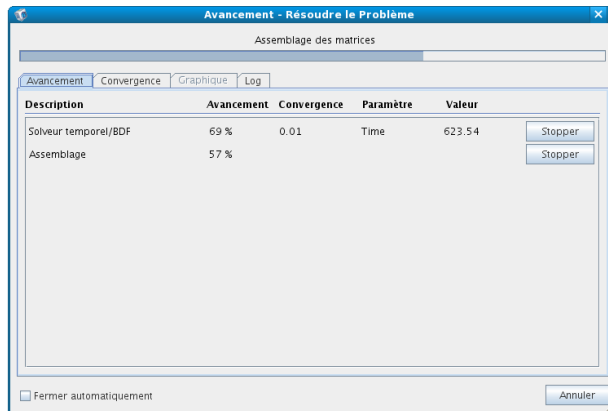 Avancement - Résoudre le Problème
Assemblage des matrices
Avancement Convergence Graphique Log
Description Avancement Convergence Paramètre Valeur
Solveur temporel/BDF 69 % 0.01 Time 623.54 Stopper
Assemblage 57 % Stopper
Fermer automatiquement Annuler